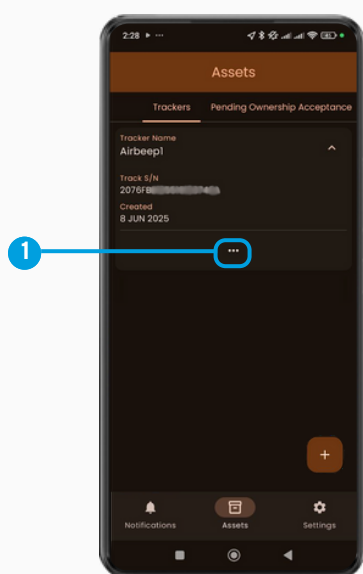 2:28
Assets
Trackers Pending Ownership Acceptance
Tracker Name
Airbeep1
Track S/N
2076FB
Created
8 JUN 2025
1
Notifications Assets Settings